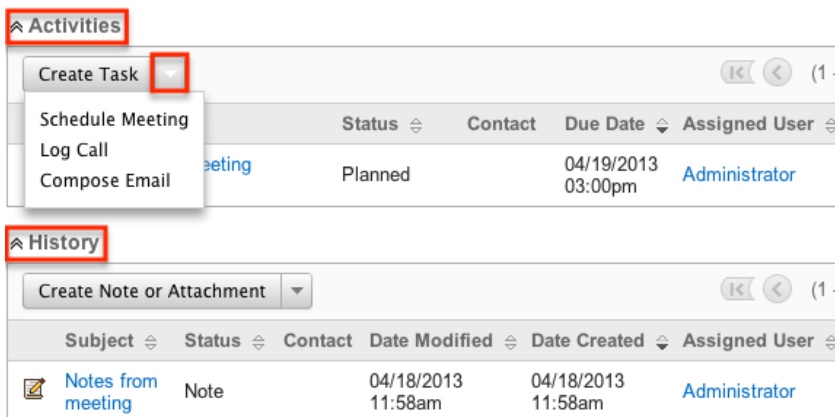 Activities
Create Task
(1 -
Schedule Meeting
Log Call
Compose Email
Status Contact Due Date Assigned User
eeting Planned 04/19/2013 Administrator
03:00pm
History
Create Note or Attachment
(1 -
Subject Status Contact Date Modified Date Created Assigned User
Notes from Note 04/18/2013 04/18/2013 Administrator
meeting 11:58am 11:58am